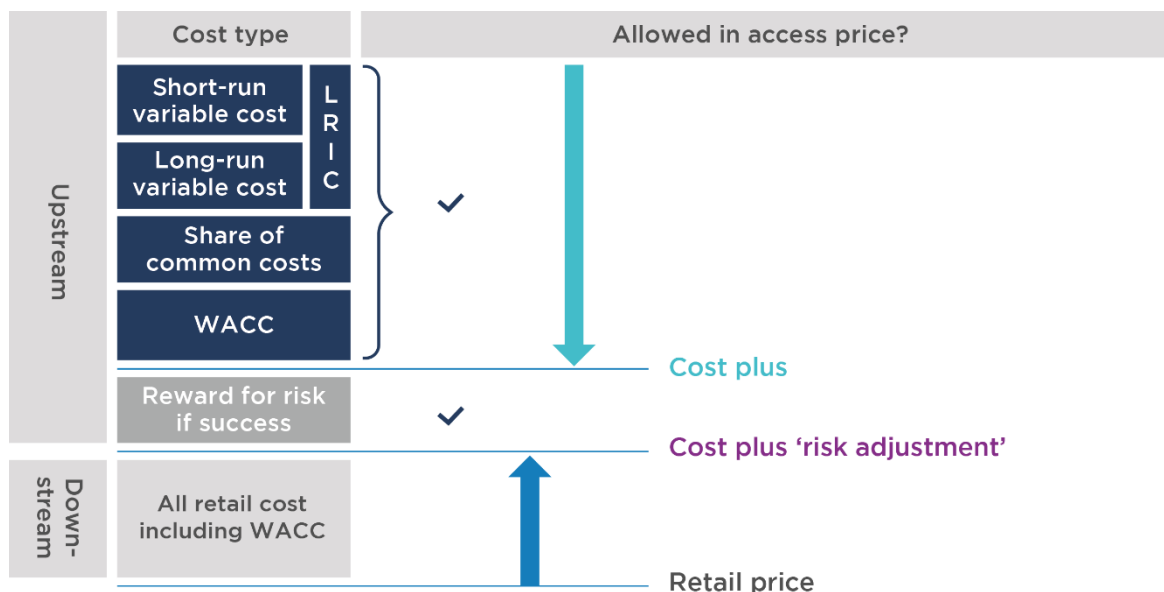 Cost type
Allowed in access price?
Upstream
Short-run
variable cost
Long-run
variable cost
LRIC
Share of
common costs
WACC
Cost plus
Reward for risk
if success
Cost plus ‘risk adjustment’
Down-
stream
All retail cost
including WACC
Retail price